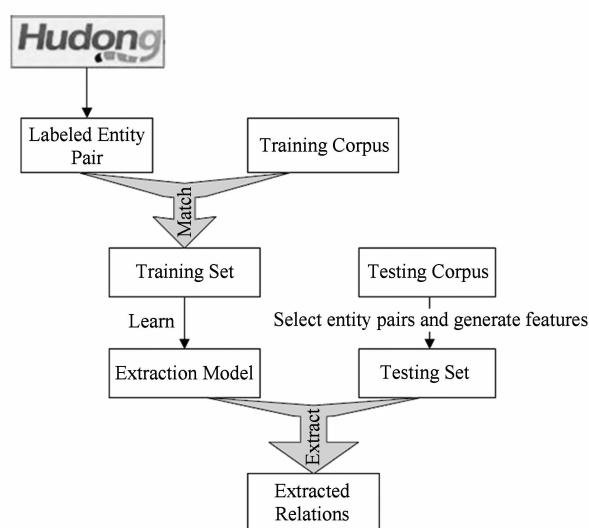 Hudong
Labeled Entity
Pair
Training Corpus
Match
Training Set
Testing Corpus
Learn
Select entity pairs and generate features
Extraction Model
Testing Set
Extract
Extracted
Relations